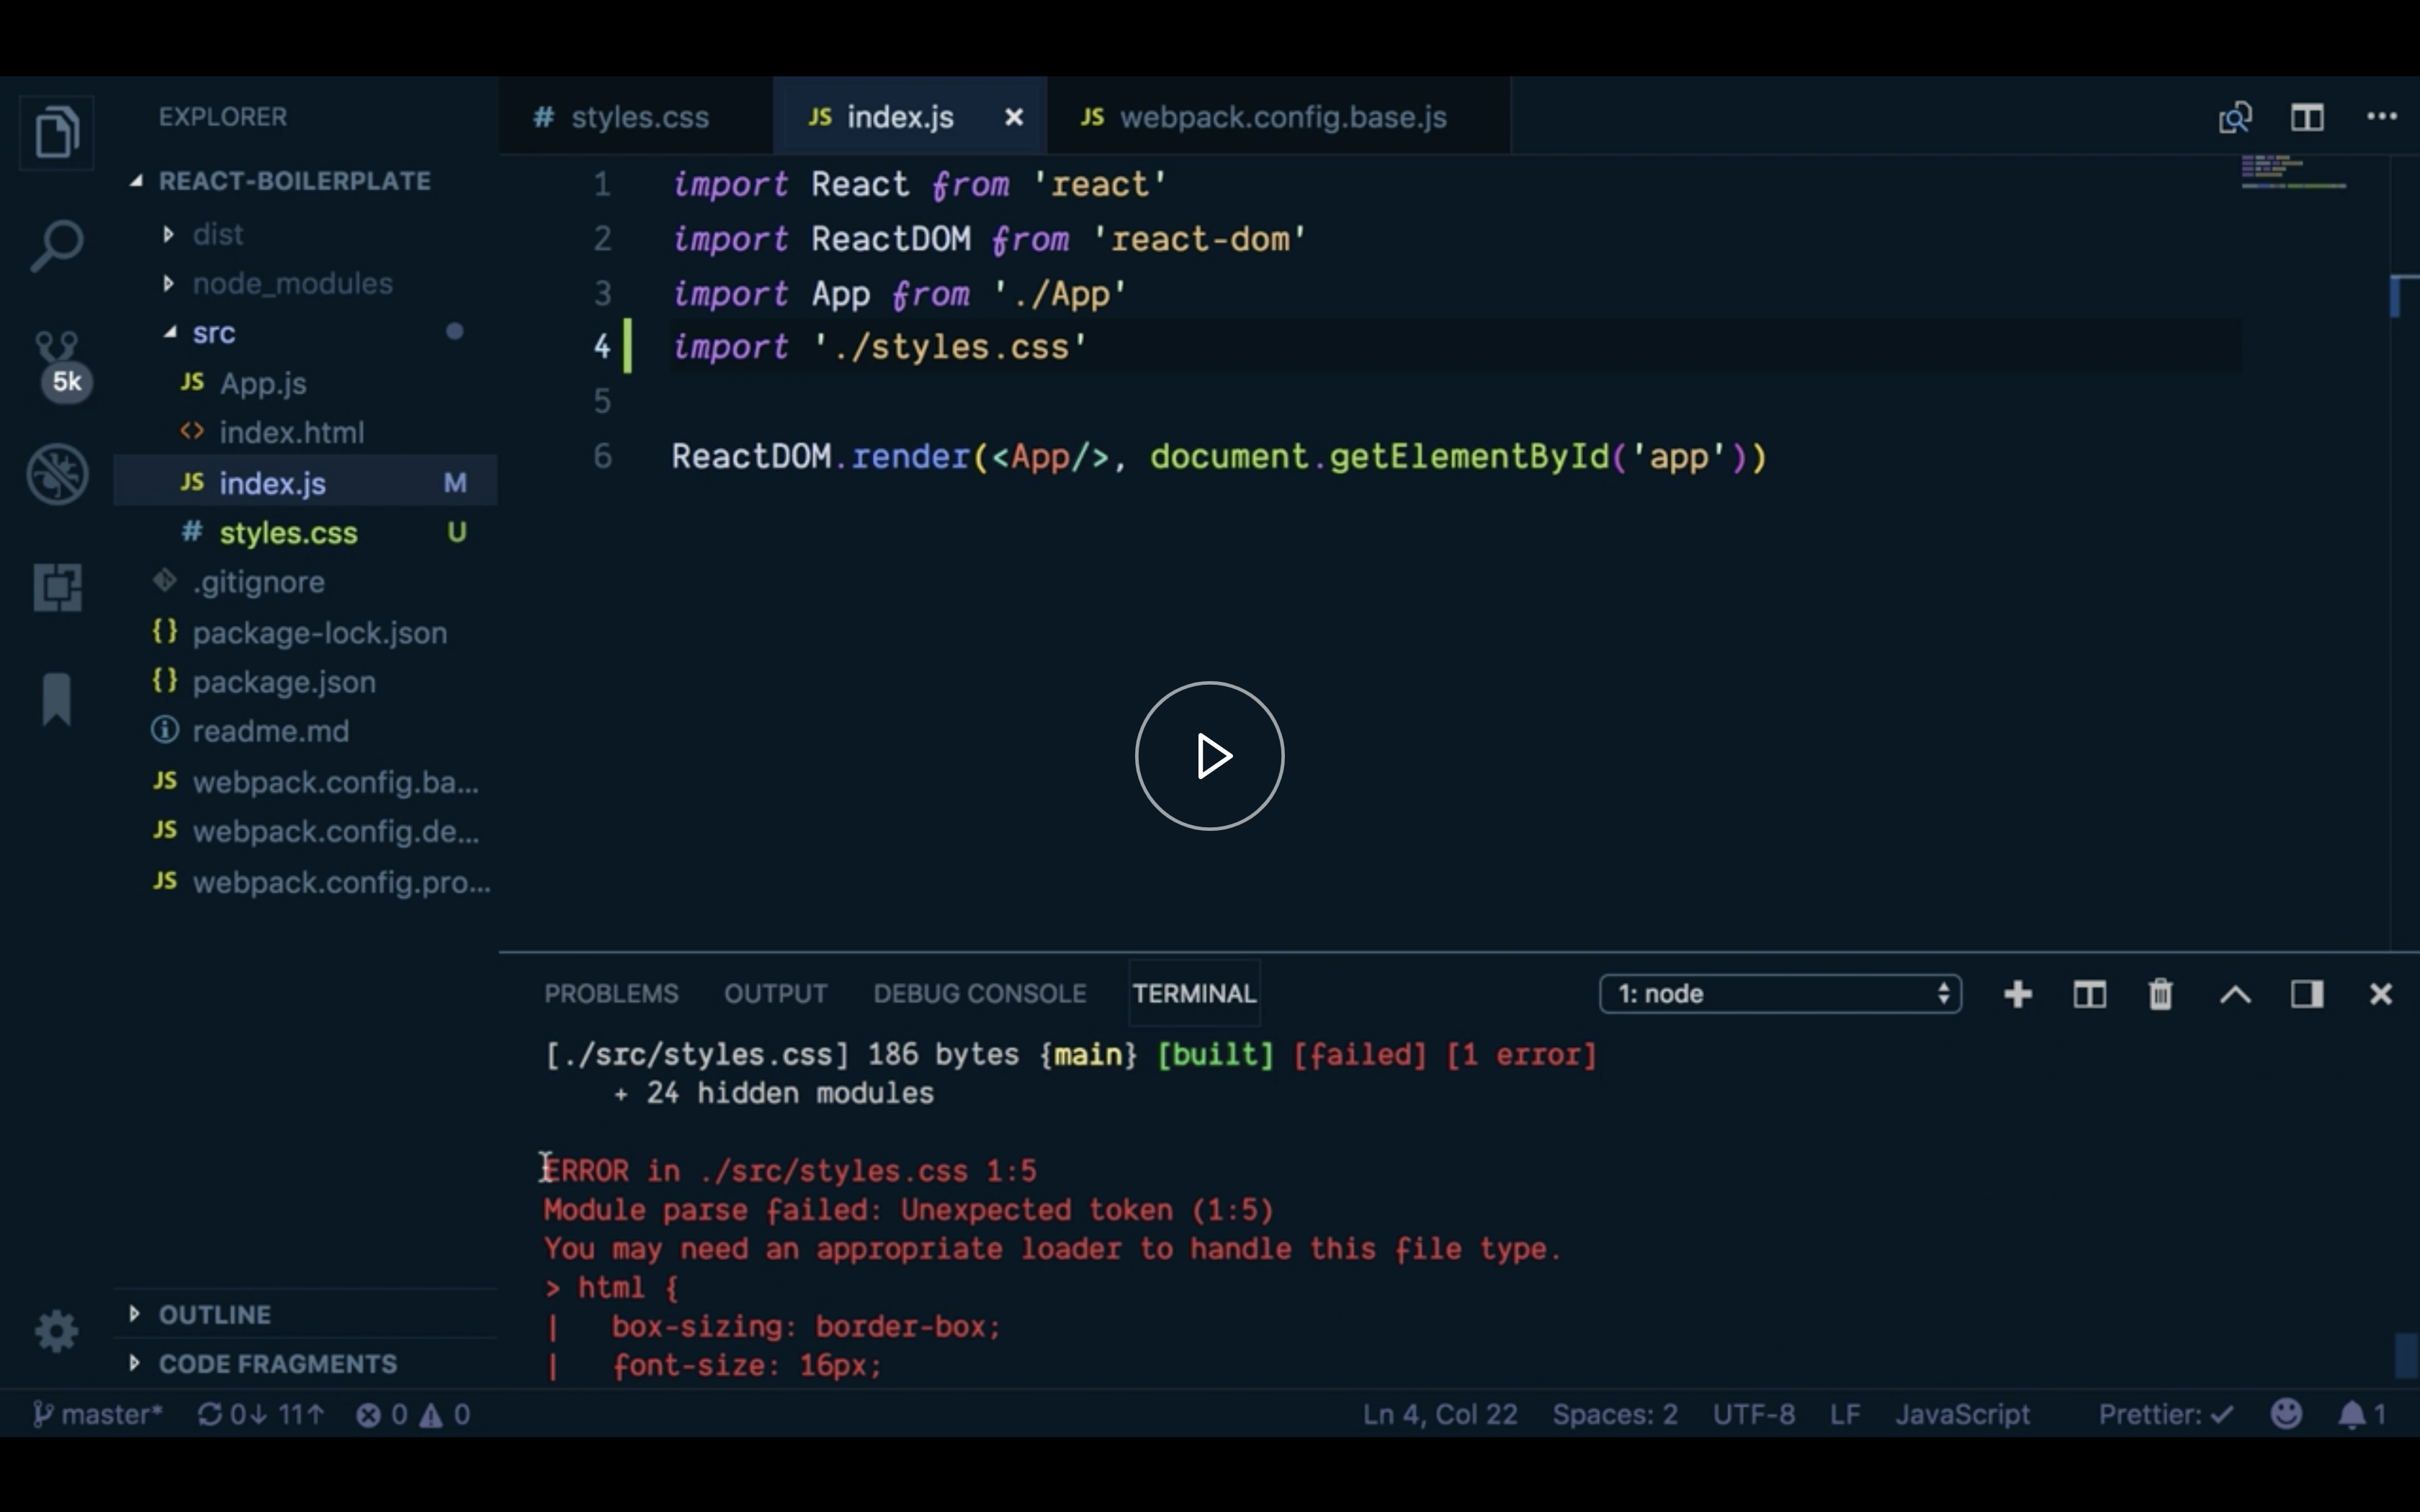 EXPLORER
REACT-BOILERPLATE
dist
node_modules
src
JS App.js
<> index.html
JS index.js M
# styles.css U
.gitignore
{} package-lock.json
{} package.json
readme.md
JS webpack.config.ba...
JS webpack.config.de...
JS webpack.config.pro...
OUTLINE
CODE FRAGMENTS
5k
# styles.css
JS index.js ×
JS webpack.config.base.js
1 import React from 'react'
2 import ReactDOM from 'react-dom'
3 import App from './App'
4 import './styles.css'
5
6 ReactDOM.render(<App/>, document.getElementById('app'))
PROBLEMS OUTPUT DEBUG CONSOLE TERMINAL 1: node
[./src/styles.css] 186 bytes {main} [built] [failed] [1 error]
+ 24 hidden modules
ERROR in ./src/styles.css 1:5
Module parse failed: Unexpected token (1:5)
You may need an appropriate loader to handle this file type.
> html {
|   box-sizing: border-box;
|   font-size: 16px;
master* 0↓ 11↑ 0 0 Ln 4, Col 22 Spaces: 2 UTF-8 LF JavaScript Prettier: ✓ 1